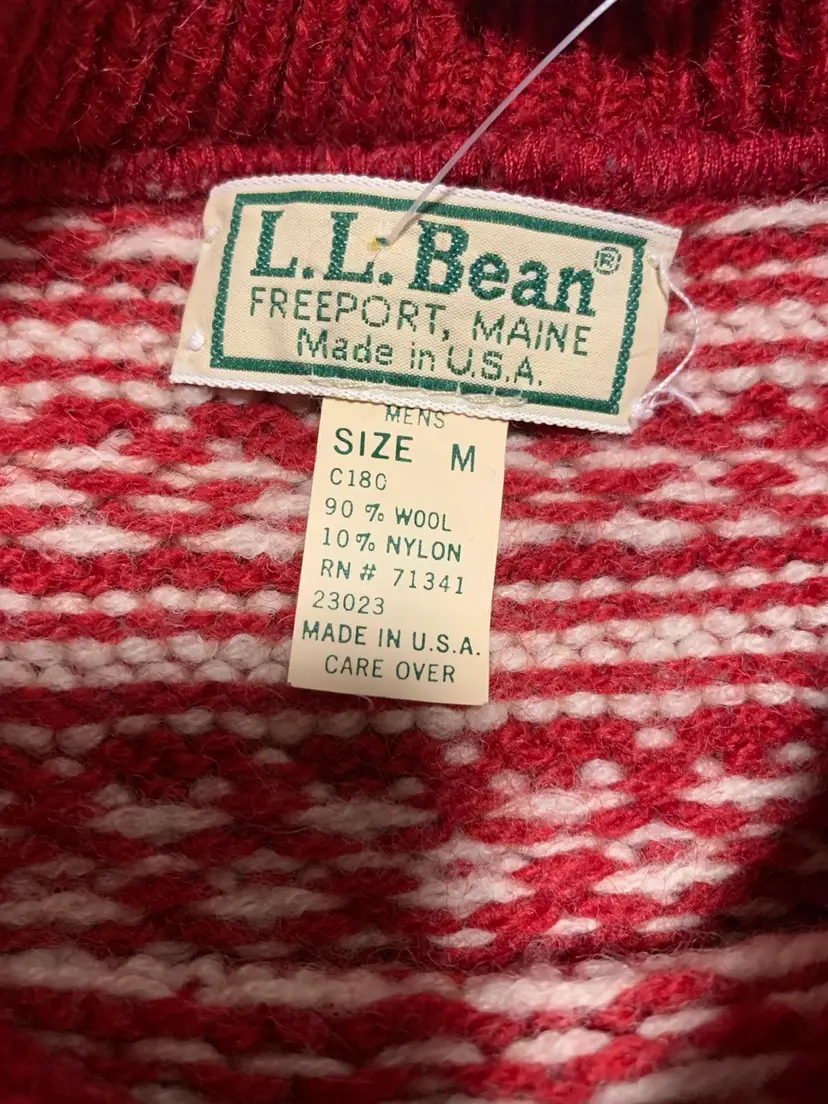 L.L.Bean®
FREEPORT, MAINE
Made in U.S.A.
MENS
SIZE M
C180
90 % WOOL
10% NYLON
RN # 71341
23023
MADE IN U.S.A.
CARE OVER